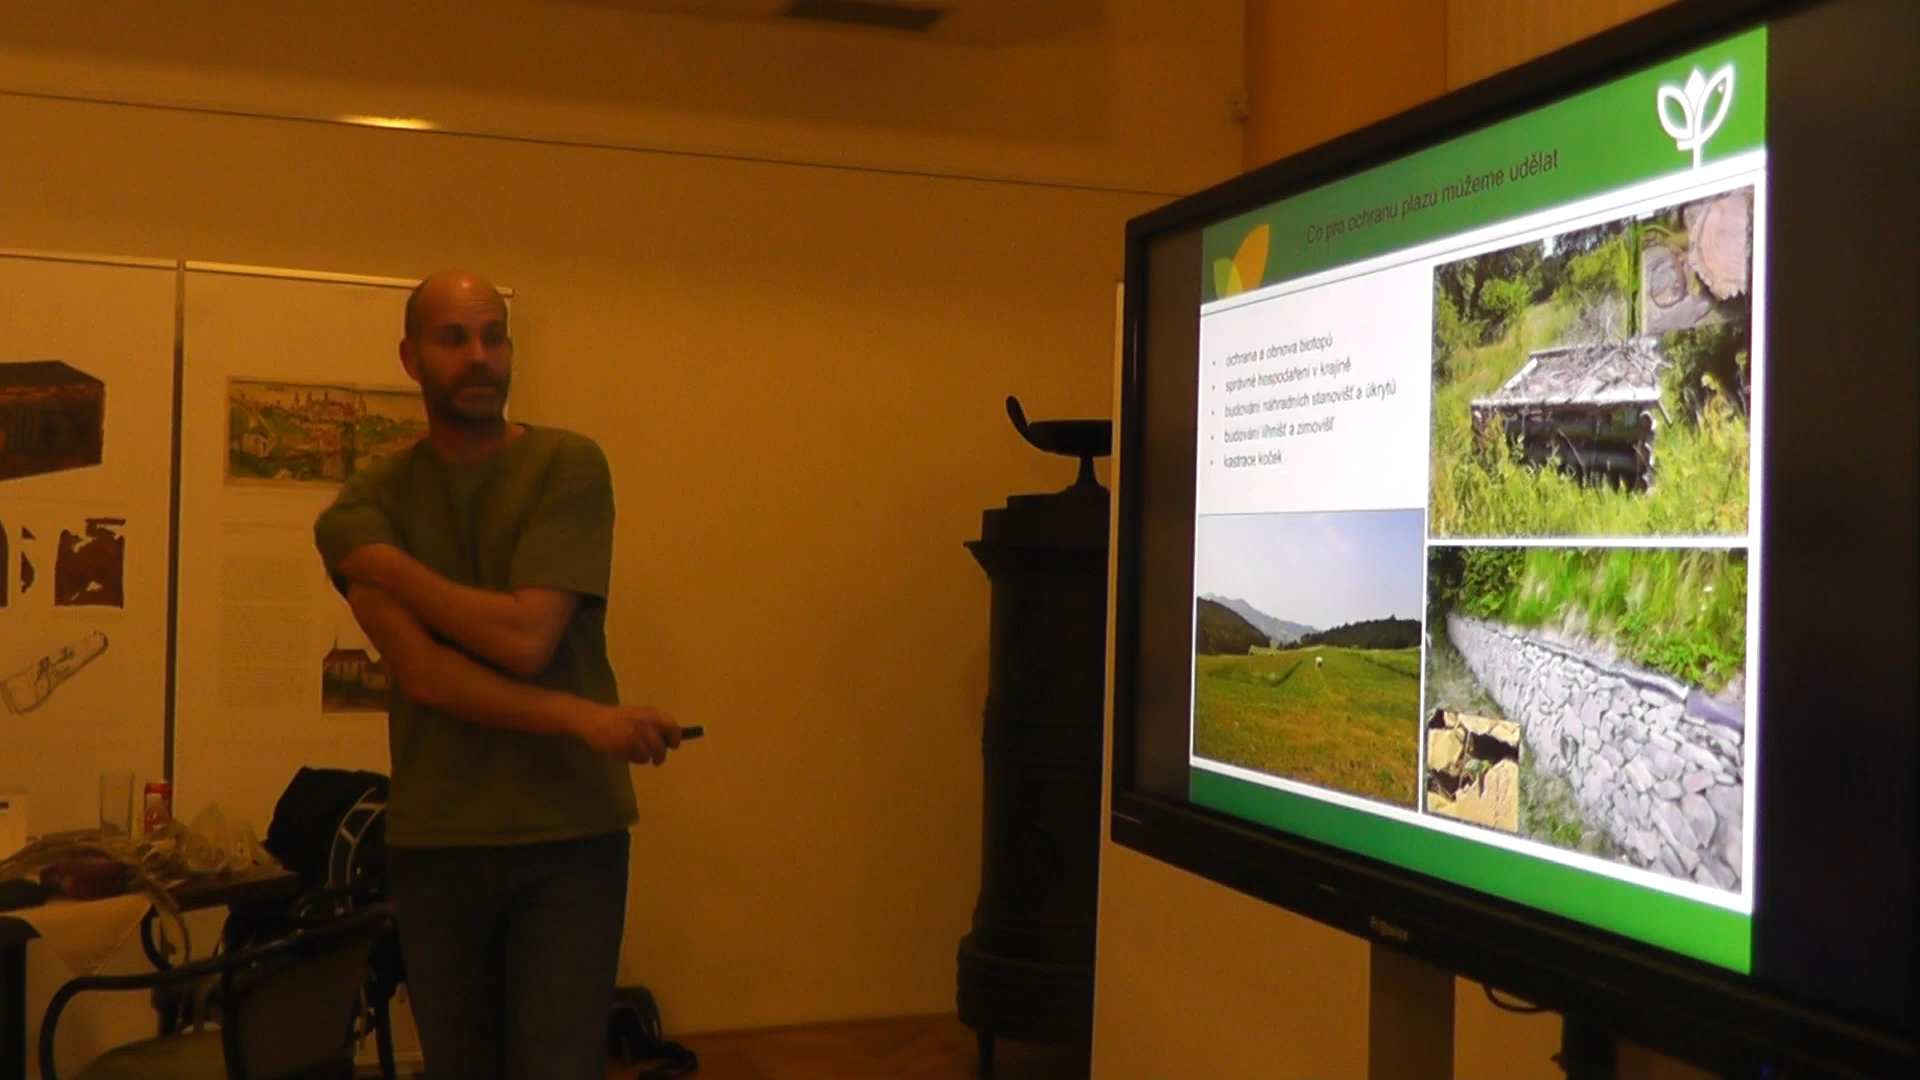 Co pro ochranu plazů můžeme udělat
• ochrana a obnova biotopů
• správné hospodaření v krajině
• budování náhradních stanovišť a úkrytů
• budování líhnišť a zimovišť
• kastrace koček